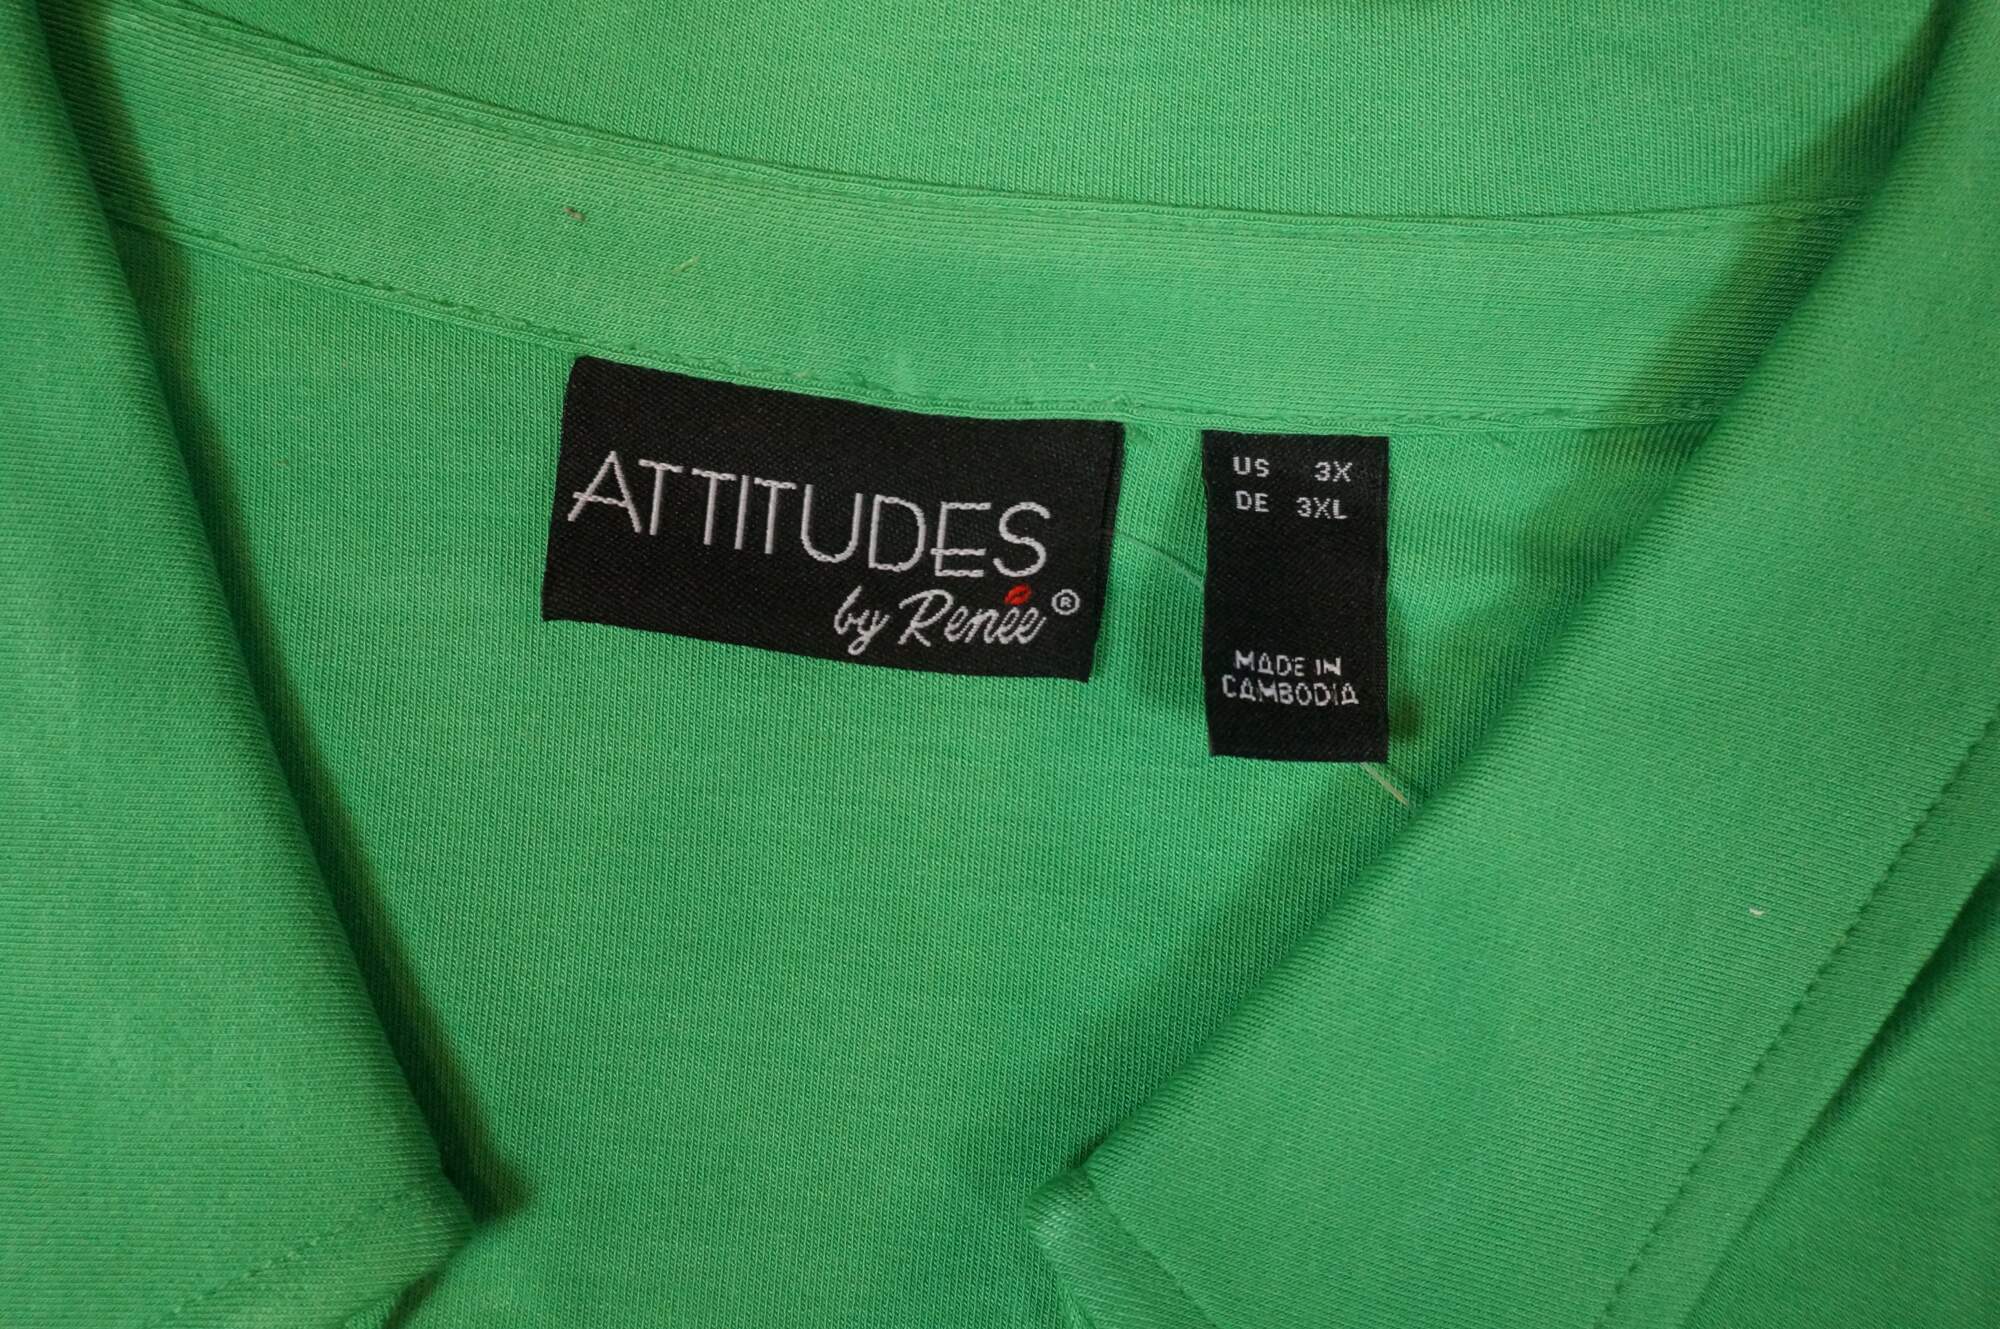 ATTITUDES
by Renée®
US 3X
DE 3XL
MADE IN
CAMBODIA